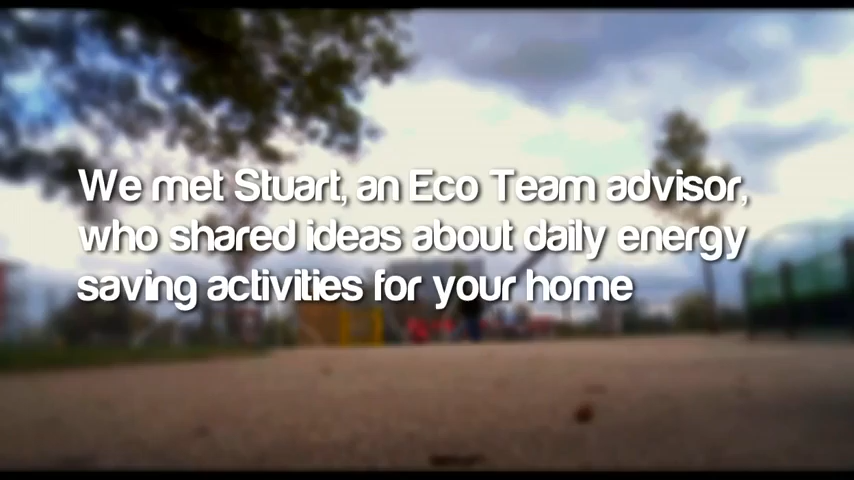 We met Stuart, an Eco Team advisor,
who shared ideas about daily energy
saving activities for your home